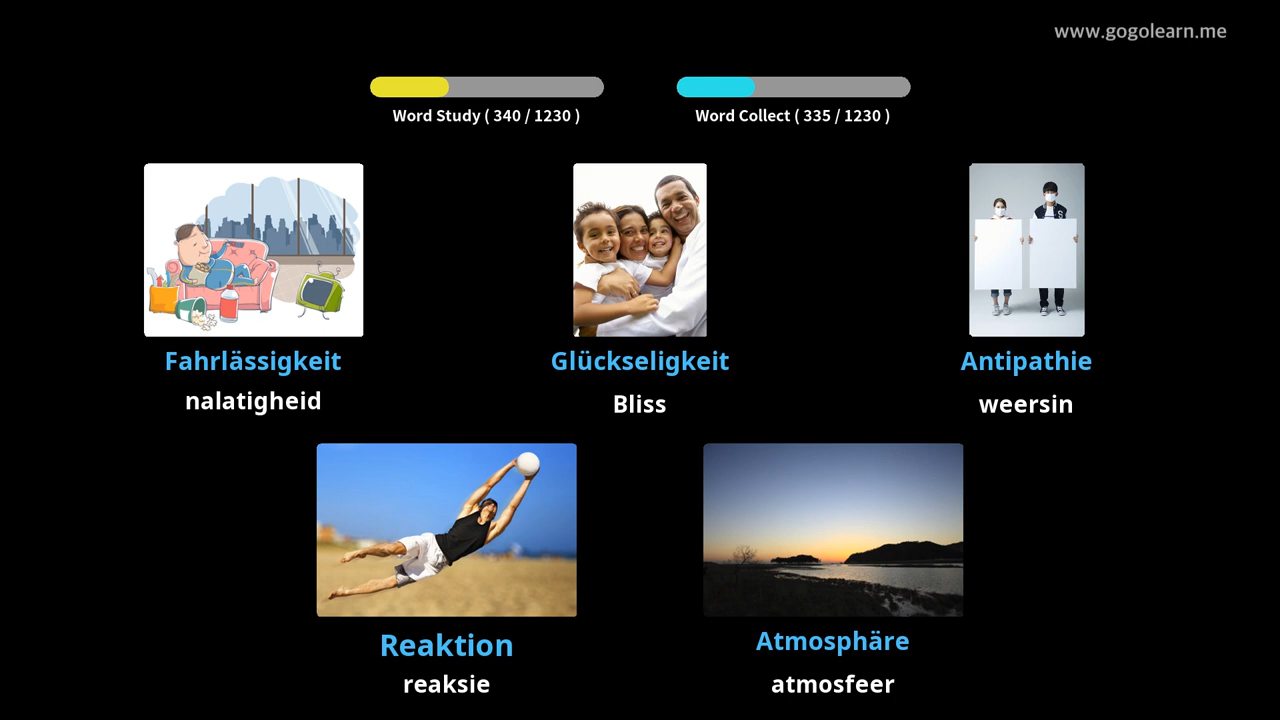 www.gogolearn.me
Word Study ( 340 / 1230 )
Word Collect ( 335 / 1230 )
Fahrlässigkeit
nalatigheid
Glückseligkeit
Bliss
Antipathie
weersin
Reaktion
reaksie
Atmosphäre
atmosfeer